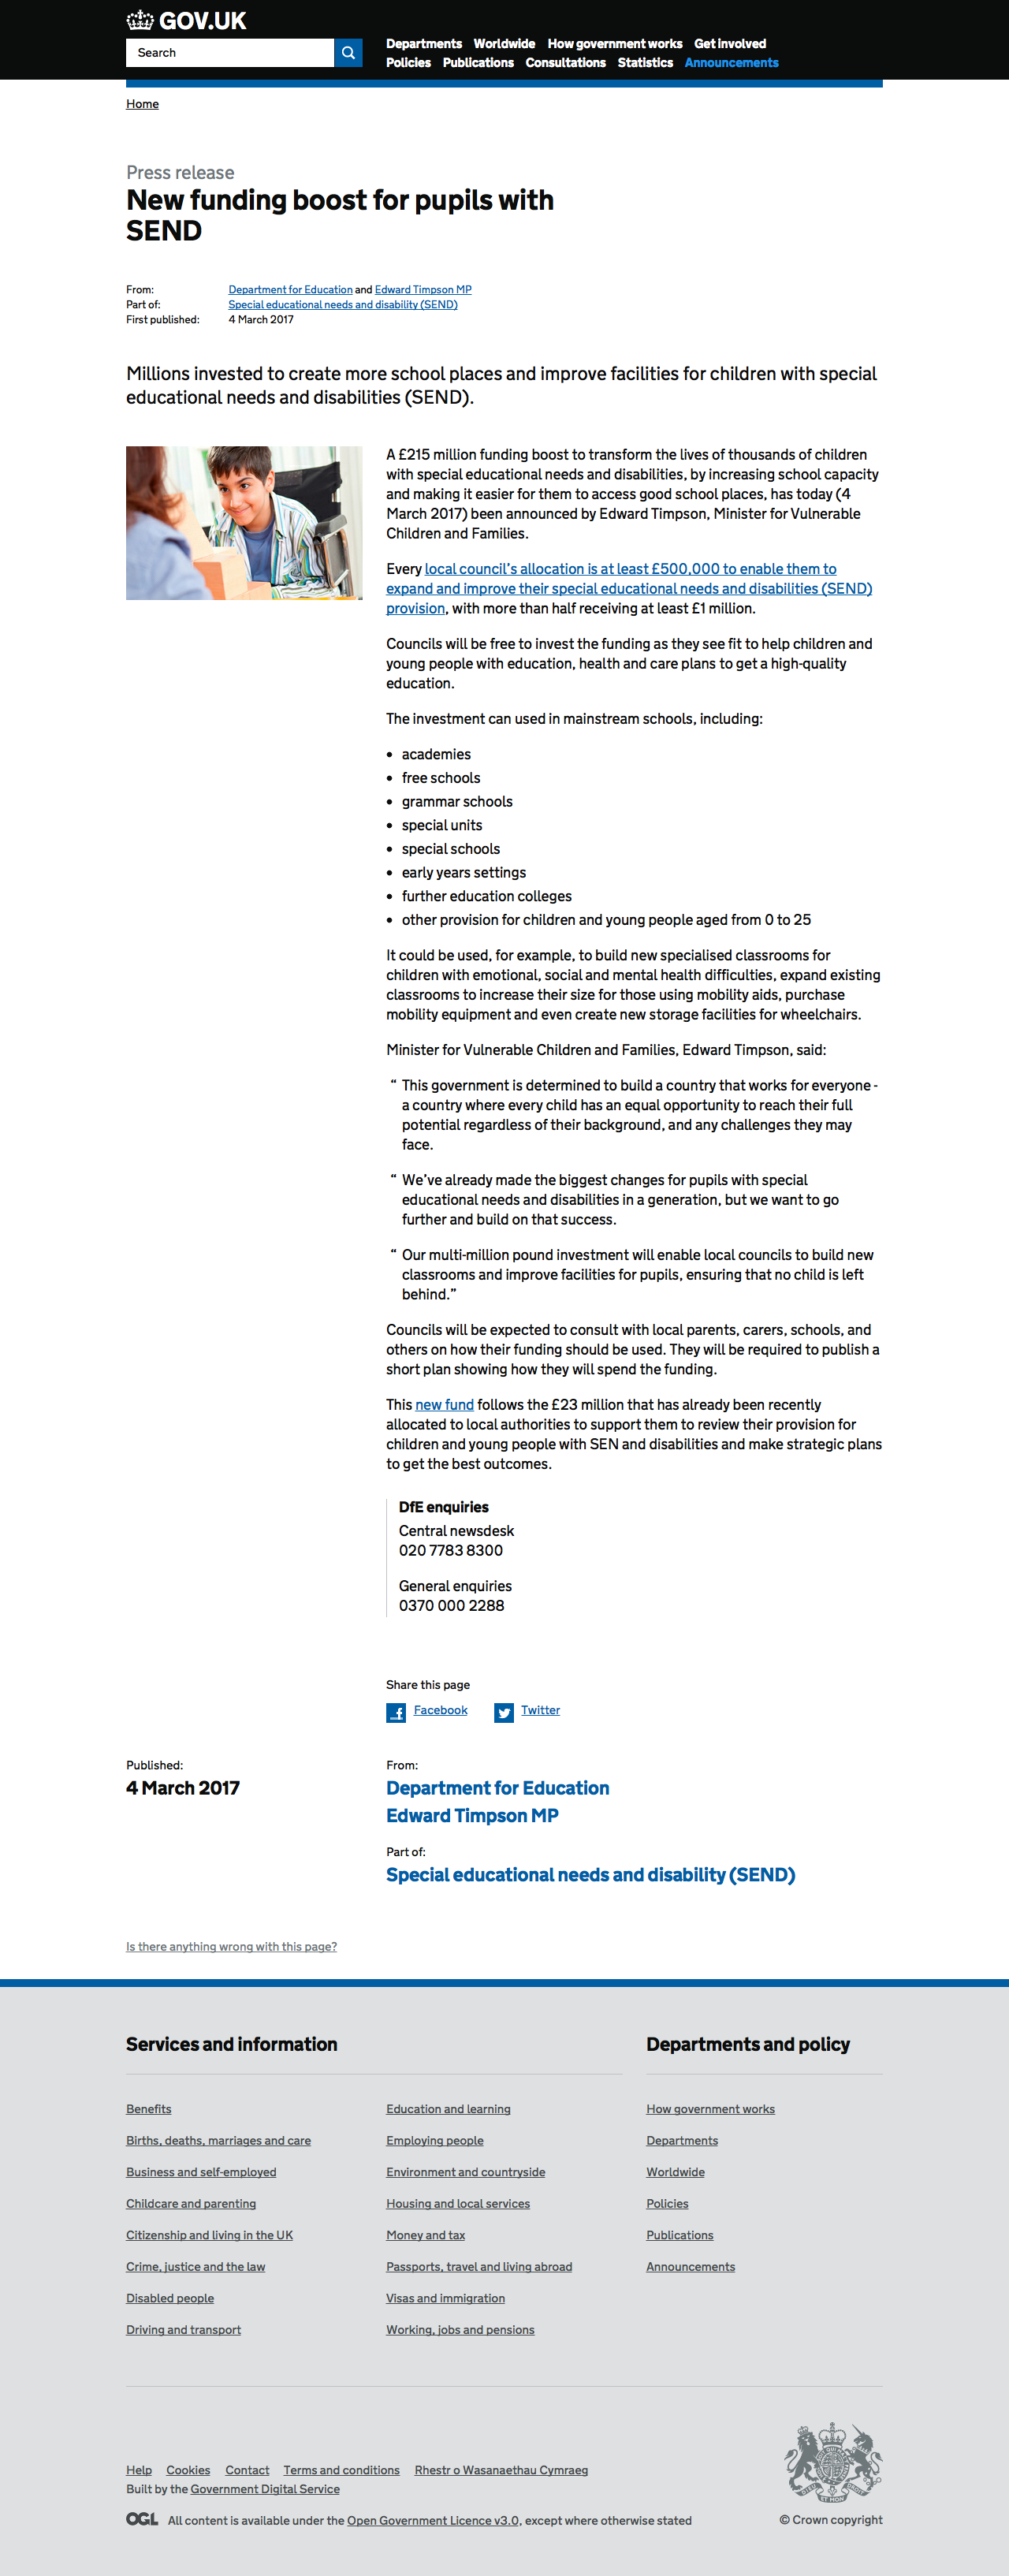 GOV.UK
Search
Departments Worldwide How government works Get involved
Policies Publications Consultations Statistics Announcements
Home
Press release
New funding boost for pupils with
SEND
From: Department for Education and Edward Timpson MP
Part of: Special educational needs and disability (SEND)
First published: 4 March 2017
Millions invested to create more school places and improve facilities for children with special
educational needs and disabilities (SEND).
A £215 million funding boost to transform the lives of thousands of children
with special educational needs and disabilities, by increasing school capacity
and making it easier for them to access good school places, has today (4
March 2017) been announced by Edward Timpson, Minister for Vulnerable
Children and Families.
Every local council’s allocation is at least £500,000 to enable them to
expand and improve their special educational needs and disabilities (SEND)
provision, with more than half receiving at least £1 million.
Councils will be free to invest the funding as they see fit to help children and
young people with education, health and care plans to get a high-quality
education.
The investment can used in mainstream schools, including:
• academies
• free schools
• grammar schools
• special units
• special schools
• early years settings
• further education colleges
• other provision for children and young people aged from 0 to 25
It could be used, for example, to build new specialised classrooms for
children with emotional, social and mental health difficulties, expand existing
classrooms to increase their size for those using mobility aids, purchase
mobility equipment and even create new storage facilities for wheelchairs.
Minister for Vulnerable Children and Families, Edward Timpson, said:
“ This government is determined to build a country that works for everyone -
a country where every child has an equal opportunity to reach their full
potential regardless of their background, and any challenges they may
face.
“ We’ve already made the biggest changes for pupils with special
educational needs and disabilities in a generation, but we want to go
further and build on that success.
“ Our multi-million pound investment will enable local councils to build new
classrooms and improve facilities for pupils, ensuring that no child is left
behind.”
Councils will be expected to consult with local parents, carers, schools, and
others on how their funding should be used. They will be required to publish a
short plan showing how they will spend the funding.
This new fund follows the £23 million that has already been recently
allocated to local authorities to support them to review their provision for
children and young people with SEN and disabilities and make strategic plans
to get the best outcomes.
DfE enquiries
Central newsdesk
020 7783 8300
General enquiries
0370 000 2288
Share this page
Facebook Twitter
Published:
4 March 2017
From:
Department for Education
Edward Timpson MP
Part of:
Special educational needs and disability (SEND)
Is there anything wrong with this page?
Services and information
Benefits
Births, deaths, marriages and care
Business and self-employed
Childcare and parenting
Citizenship and living in the UK
Crime, justice and the law
Disabled people
Driving and transport
Education and learning
Employing people
Environment and countryside
Housing and local services
Money and tax
Passports, travel and living abroad
Visas and immigration
Working, jobs and pensions
Departments and policy
How government works
Departments
Worldwide
Policies
Publications
Announcements
Help Cookies Contact Terms and conditions Rhestr o Wasanaethau Cymraeg
Built by the Government Digital Service
OGL All content is available under the Open Government Licence v3.0, except where otherwise stated
© Crown copyright